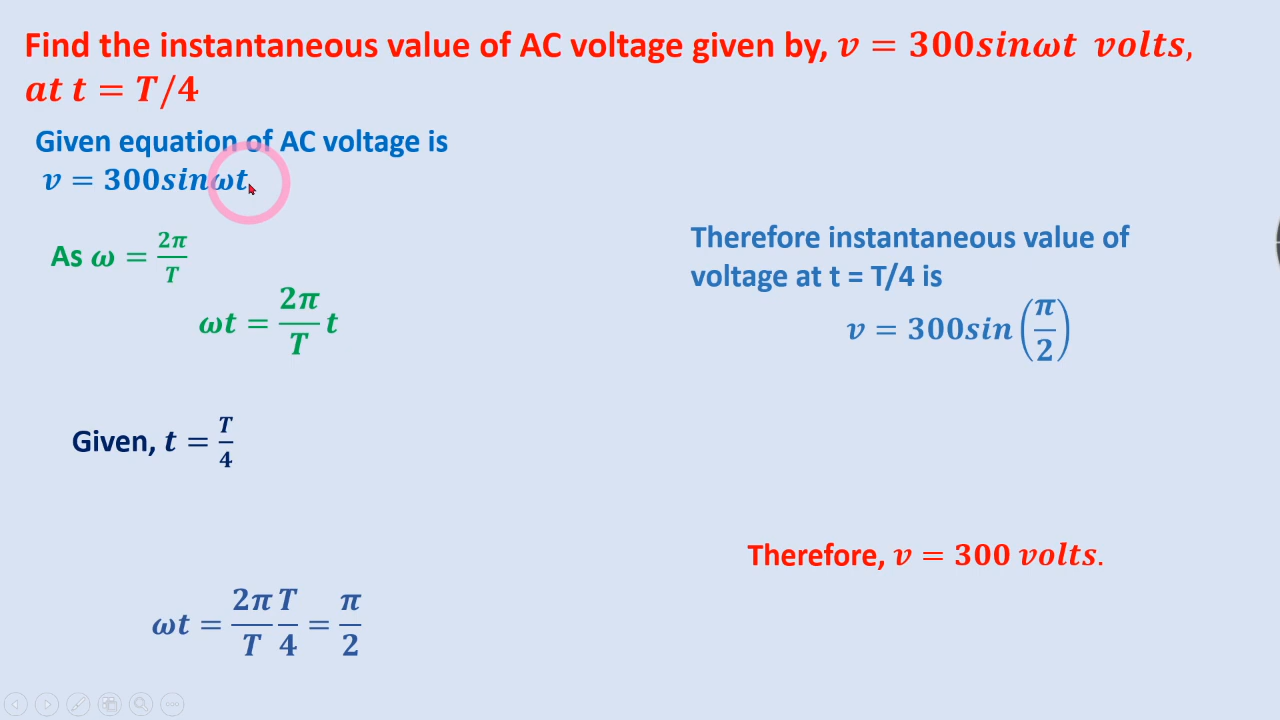 Find the instantaneous value of AC voltage given by, v = 300sinωt volts,
at t = T/4
Given equation of AC voltage is
v = 300sinωt
As ω = 2π/T
ωt = 2π/T t
Given, t = T/4
ωt = 2π/T T/4 = π/2
Therefore instantaneous value of
voltage at t = T/4 is
v = 300sin(π/2)
Therefore, v = 300 volts.